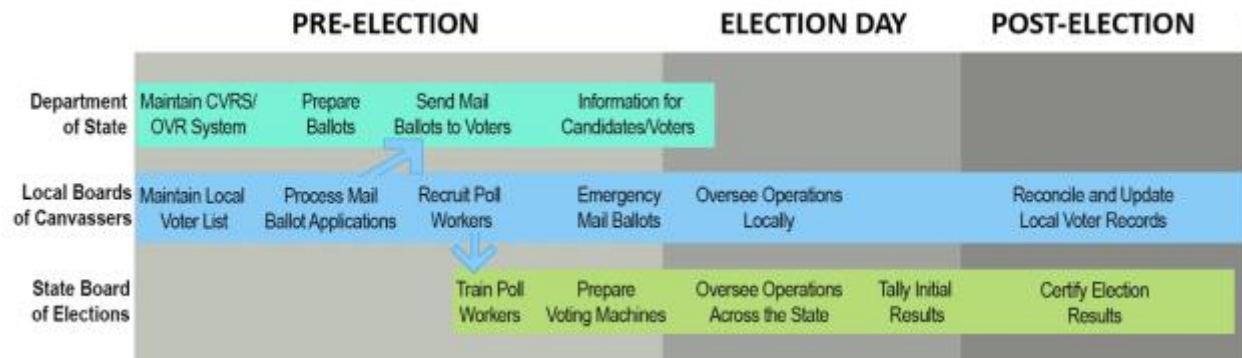 PRE-ELECTION ELECTION DAY POST-ELECTION
Department of State
Maintain CVRS/ OVR System
Prepare Ballots
Send Mail Ballots to Voters
Information for Candidates/Voters
Local Boards of Canvassers
Maintain Local Voter List
Process Mail Ballot Applications
Recruit Poll Workers
Emergency Mail Ballots
Oversee Operations Locally
Reconcile and Update Local Voter Records
State Board of Elections
Train Poll Workers
Prepare Voting Machines
Oversee Operations Across the State
Tally Initial Results
Certify Election Results